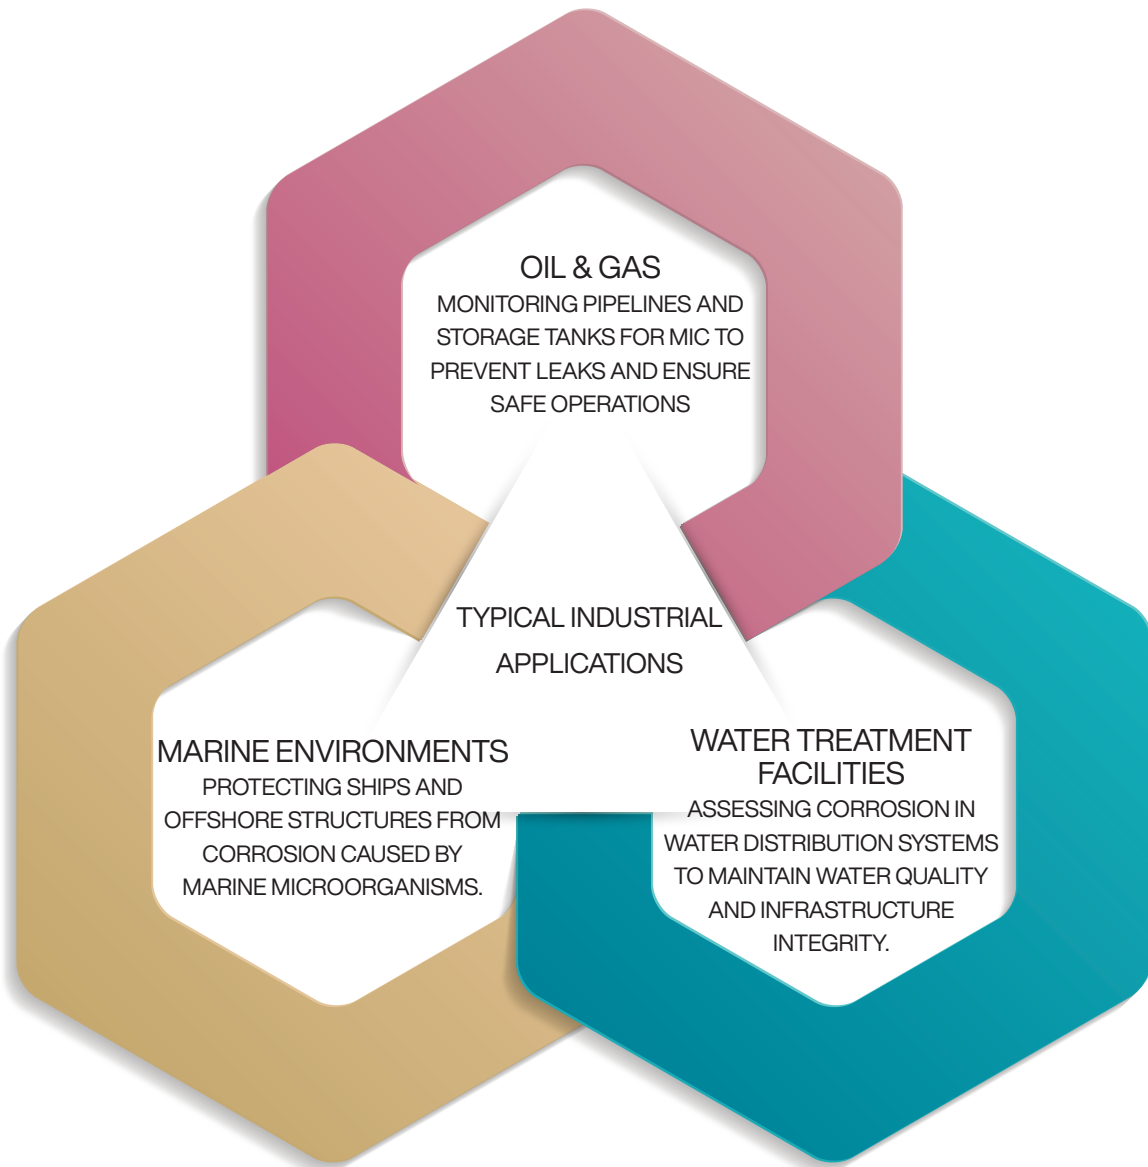 OIL & GAS
MONITORING PIPELINES AND
STORAGE TANKS FOR MIC TO
PREVENT LEAKS AND ENSURE
SAFE OPERATIONS
TYPICAL INDUSTRIAL
APPLICATIONS
MARINE ENVIRONMENTS
PROTECTING SHIPS AND
OFFSHORE STRUCTURES FROM
CORROSION CAUSED BY
MARINE MICROORGANISMS.
WATER TREATMENT
FACILITIES
ASSESSING CORROSION IN
WATER DISTRIBUTION SYSTEMS
TO MAINTAIN WATER QUALITY
AND INFRASTRUCTURE
INTEGRITY.